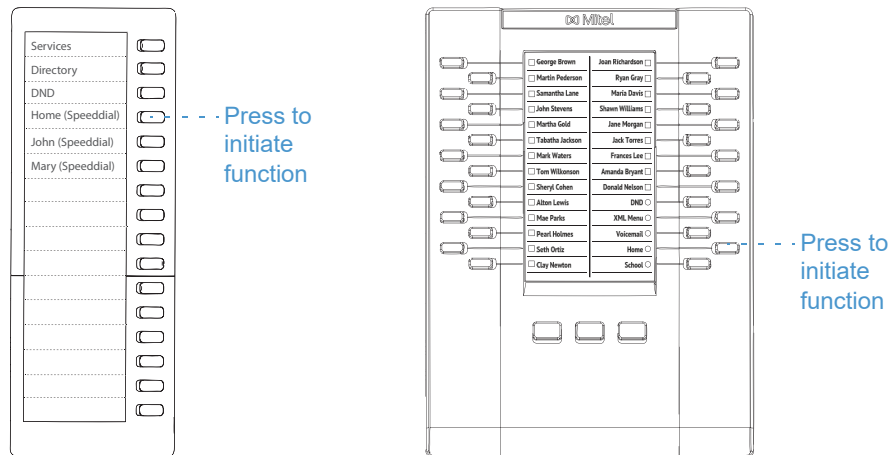 Services
Directory
DND
Home (Speeddial)
John (Speeddial)
Mary (Speeddial)
Press to
initiate
function
Mitel
George Brown
Joan Richardson
Martin Pederson
Ryan Gray
Samantha Lane
Maria Davis
John Stevens
Shawn Williams
Martha Gold
Jane Morgan
Tabatha Jackson
Jack Torres
Mark Waters
Frances Lee
Tom Wilkonson
Amanda Bryant
Sheryl Cohen
Donald Nelson
Alton Lewis
DND
Mae Parks
XML Menu
Pearl Holmes
Voicemail
Seth Ortiz
Home
Clay Newton
School
Press to
initiate
function